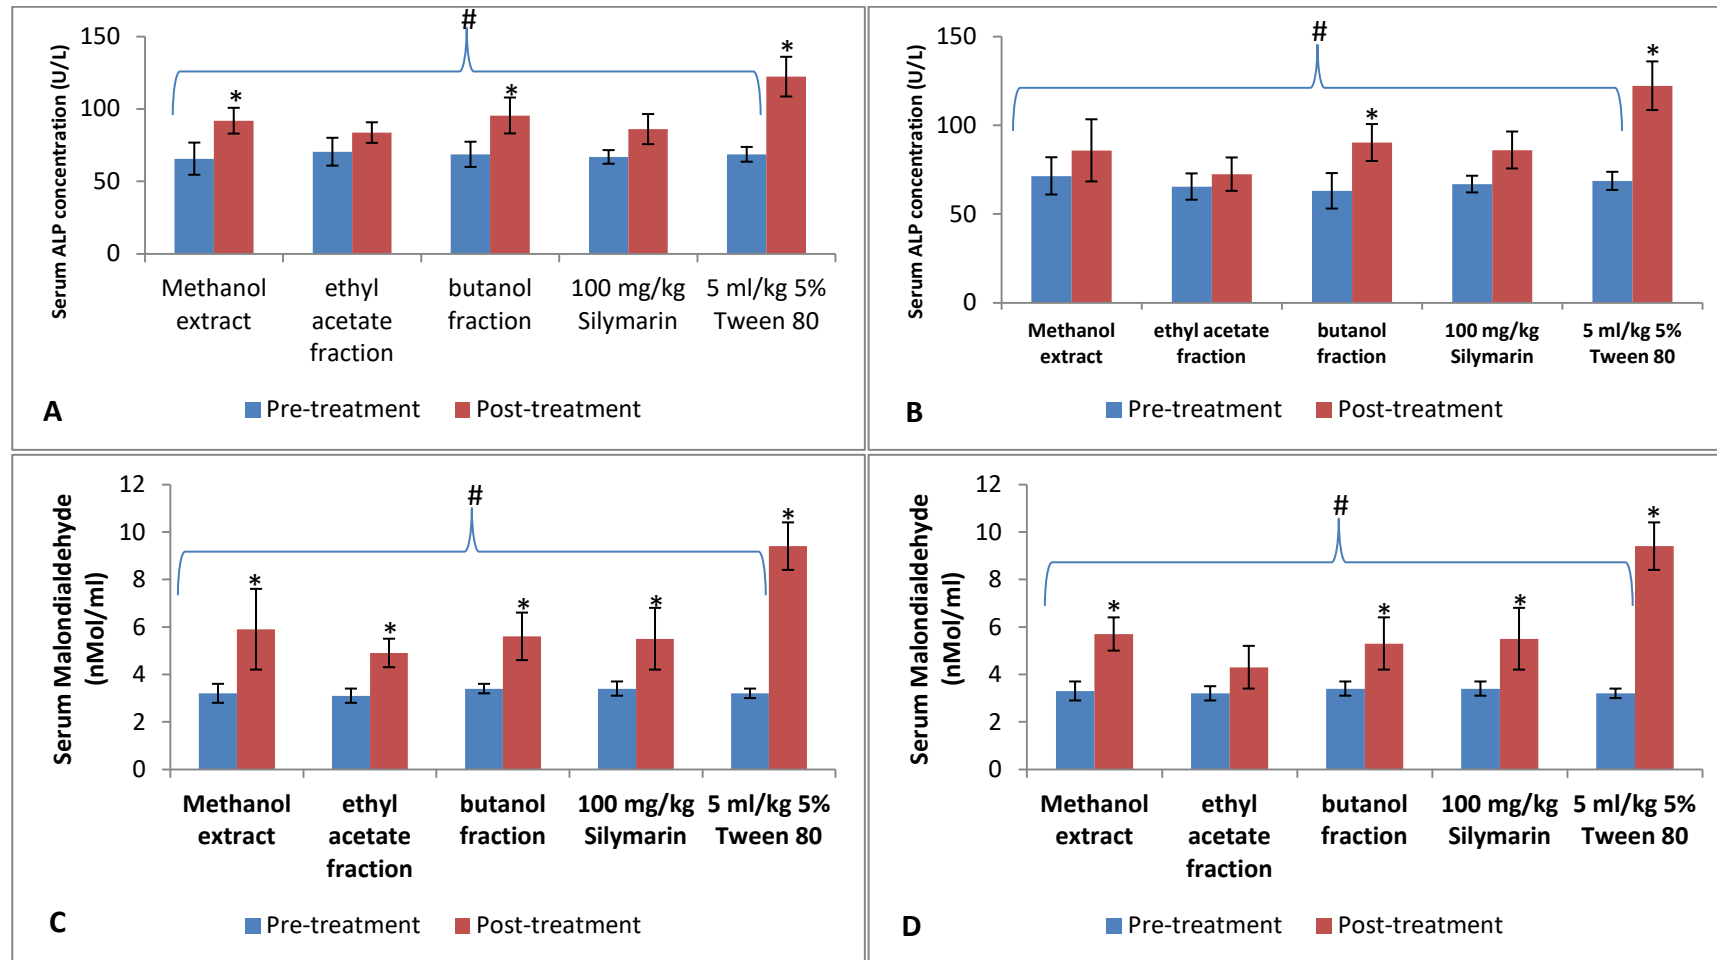 #
Serum ALP concentration (U/L)
150
100
50
0
*
*
*
Methanol
extract
ethyl
acetate
fraction
butanol
fraction
100 mg/kg
Silymarin
5 ml/kg 5%
Tween 80
A
Pre-treatment
Post-treatment
#
Serum ALP concentration (U/L)
150
100
50
0
*
*
Methanol
extract
ethyl acetate
fraction
butanol
fraction
100 mg/kg
Silymarin
5 ml/kg 5%
Tween 80
B
Pre-treatment
Post-treatment
#
Serum Malondialdehyde
(nMol/ml)
12
10
8
6
4
2
0
*
*
*
*
*
Methanol
extract
ethyl
acetate
fraction
butanol
fraction
100 mg/kg
Silymarin
5 ml/kg 5%
Tween 80
C
Pre-treatment
Post-treatment
#
Serum Malondialdehyde
(nMol/ml)
12
10
8
6
4
2
0
*
*
*
*
Methanol
extract
ethyl
acetate
fraction
butanol
fraction
100 mg/kg
Silymarin
5 ml/kg 5%
Tween 80
D
Pre-treatment
Post-treatment